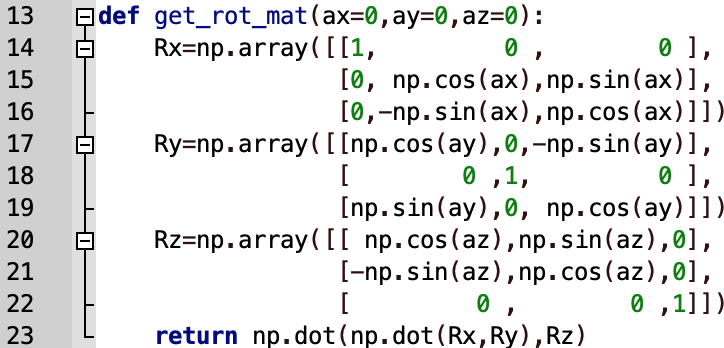 13 def get_rot_mat(ax=0,ay=0,az=0):
14     Rx=np.array([[1,        0 ,         0 ],
15                  [0, np.cos(ax),np.sin(ax)],
16                  [0,-np.sin(ax),np.cos(ax)]])
17     Ry=np.array([[np.cos(ay),0,-np.sin(ay)],
18                  [         0 ,1,         0 ],
19                  [np.sin(ay),0, np.cos(ay)]])
20     Rz=np.array([[ np.cos(az),np.sin(az),0],
21                  [-np.sin(az),np.cos(az),0],
22                  [          0 ,         0 ,1]])
23     return np.dot(np.dot(Rx,Ry),Rz)